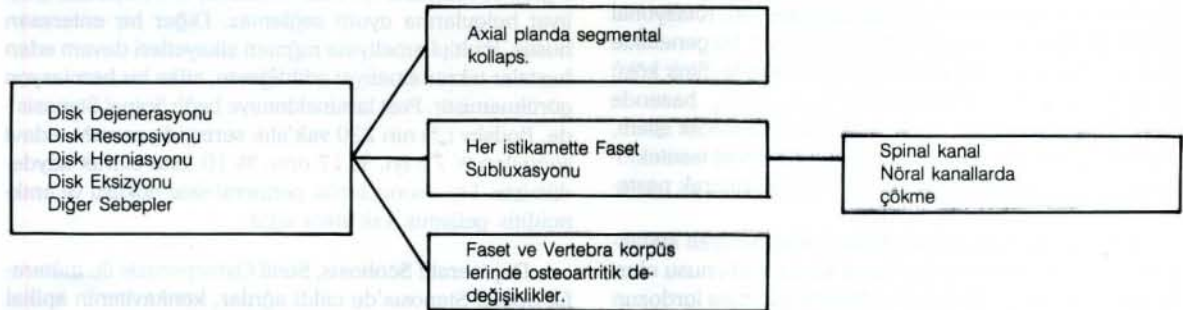 Axial planda segmental
kollaps.
Disk Dejenerasyonu
Disk Resorpsiyonu
Disk Herniasyonu
Disk Eksizyonu
Diğer Sebepler
Her istikamette Faset
Subluxasyonu
Spinal kanal
Nöral kanallarda
çökme
Faset ve Vertebra korpüs
lerinde osteoartritik de-
değişiklikler.